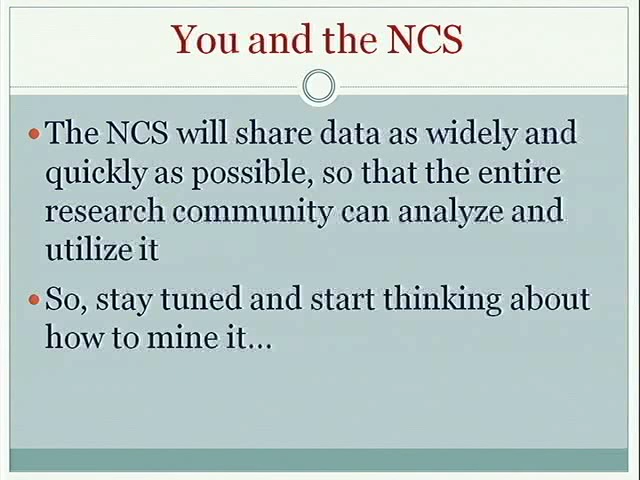 You and the NCS
• The NCS will share data as widely and
quickly as possible, so that the entire
research community can analyze and
utilize it
• So, stay tuned and start thinking about
how to mine it…